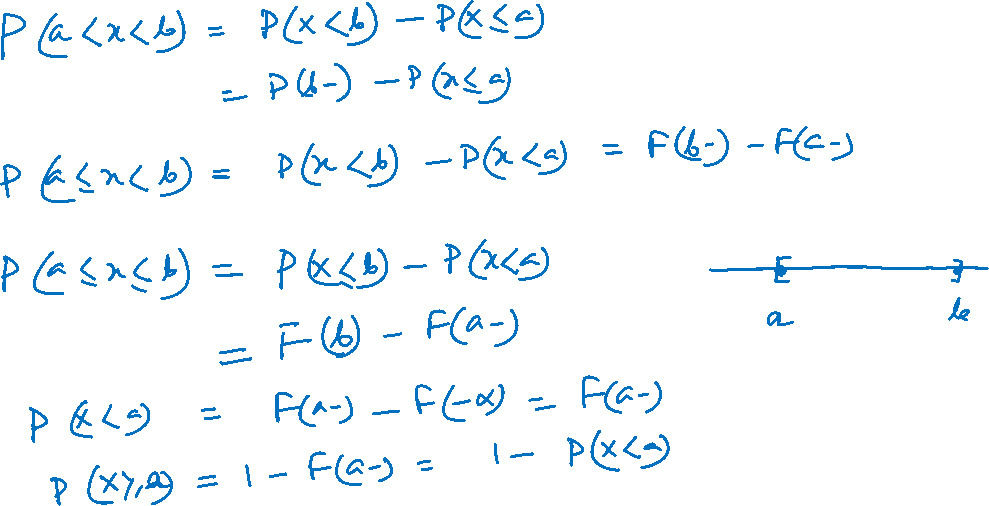 P(a<x<b) = P(x<b) - P(x≤a)
= P(b-) - P(x≤a)
P(a≤x<b) = P(x<b) - P(x<a) = F(b-) - F(a-)
P(a≤x≤b) = P(x≤b) - P(x<a)
a b
= F(b) - F(a-)
P(x<a) = F(a-) - F(-α) = F(a-)
P(x≥a) = 1 - F(a-) = 1 - P(x<a)